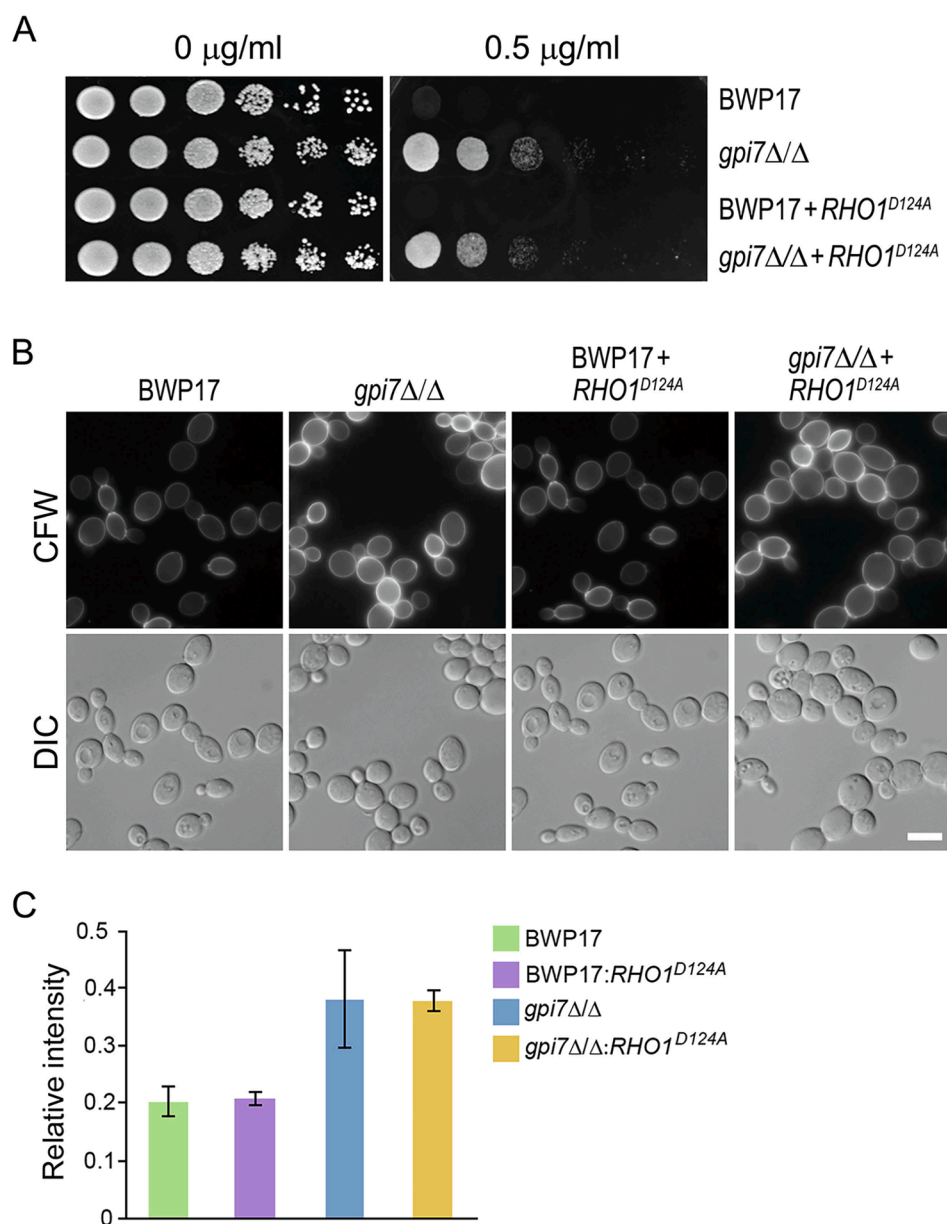 A
0 μg/ml
0.5 μg/ml
BWP17
gpi7Δ/Δ
BWP17 + RHO1D124A
gpi7Δ/Δ + RHO1D124A
B
BWP17
gpi7Δ/Δ
BWP17 +
RHO1D124A
gpi7Δ/Δ +
RHO1D124A
CFW
DIC
C
Relative intensity
0.5
0.4
0.3
0.2
0.1
0
BWP17
BWP17:RHO1D124A
gpi7Δ/Δ
gpi7Δ/Δ:RHO1D124A